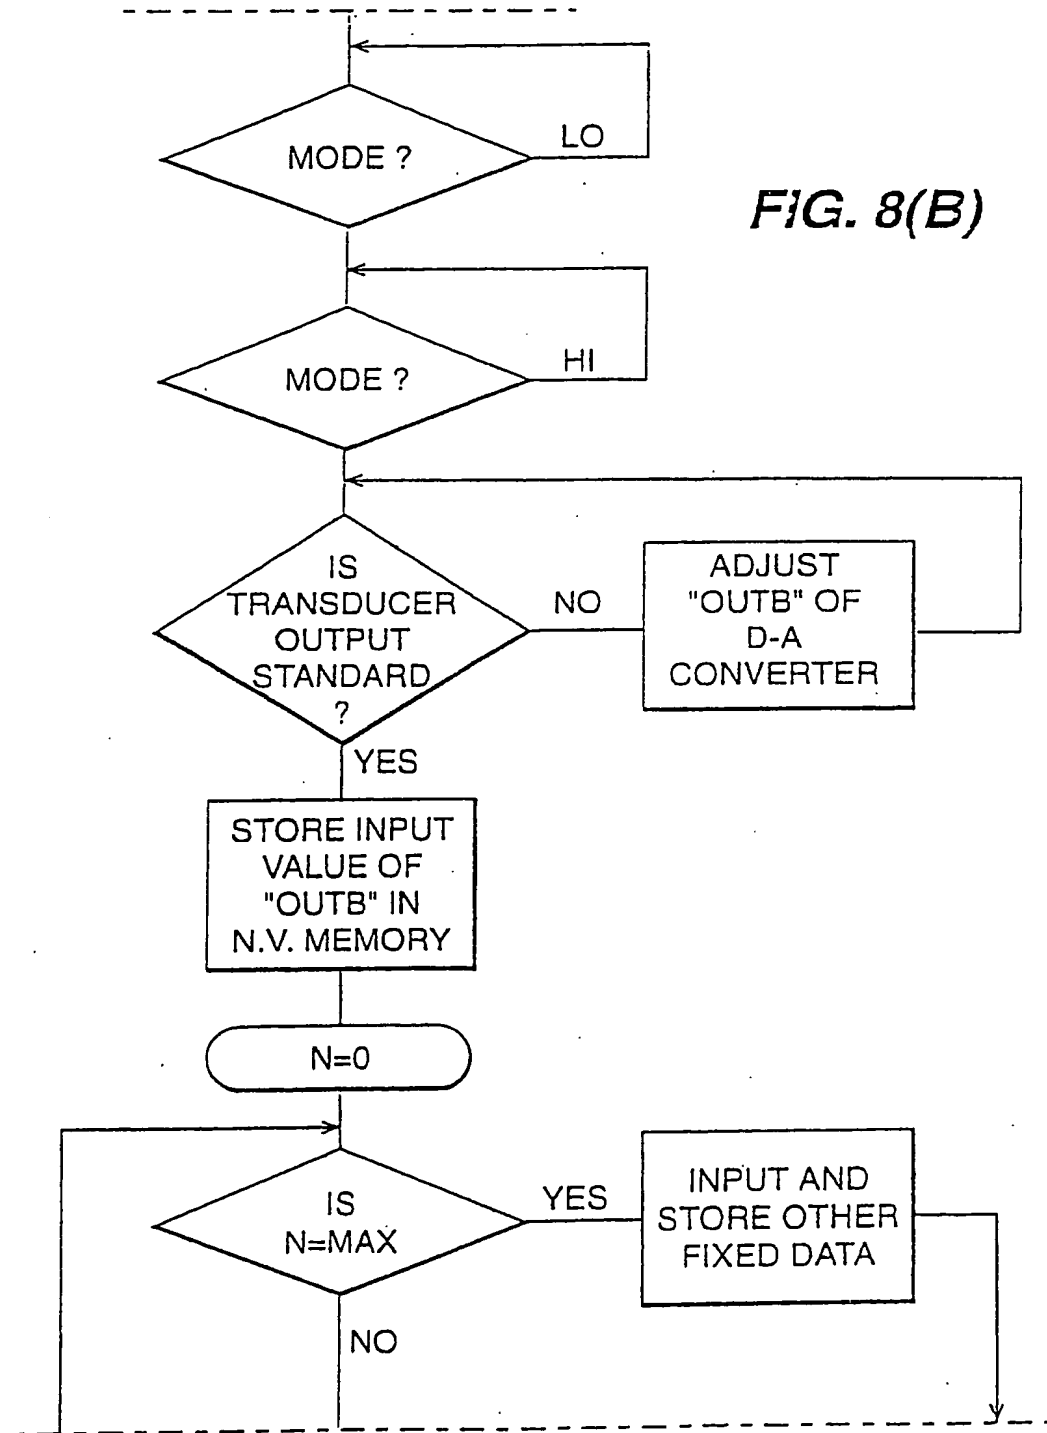 LO
MODE ?
FIG. 8(B)
HI
MODE ?
IS
TRANSDUCER
OUTPUT
STANDARD
?
NO
ADJUST
"OUTB" OF
D-A
CONVERTER
YES
STORE INPUT
VALUE OF
"OUTB" IN
N.V. MEMORY
N=0
IS
N=MAX
YES
INPUT AND
STORE OTHER
FIXED DATA
NO